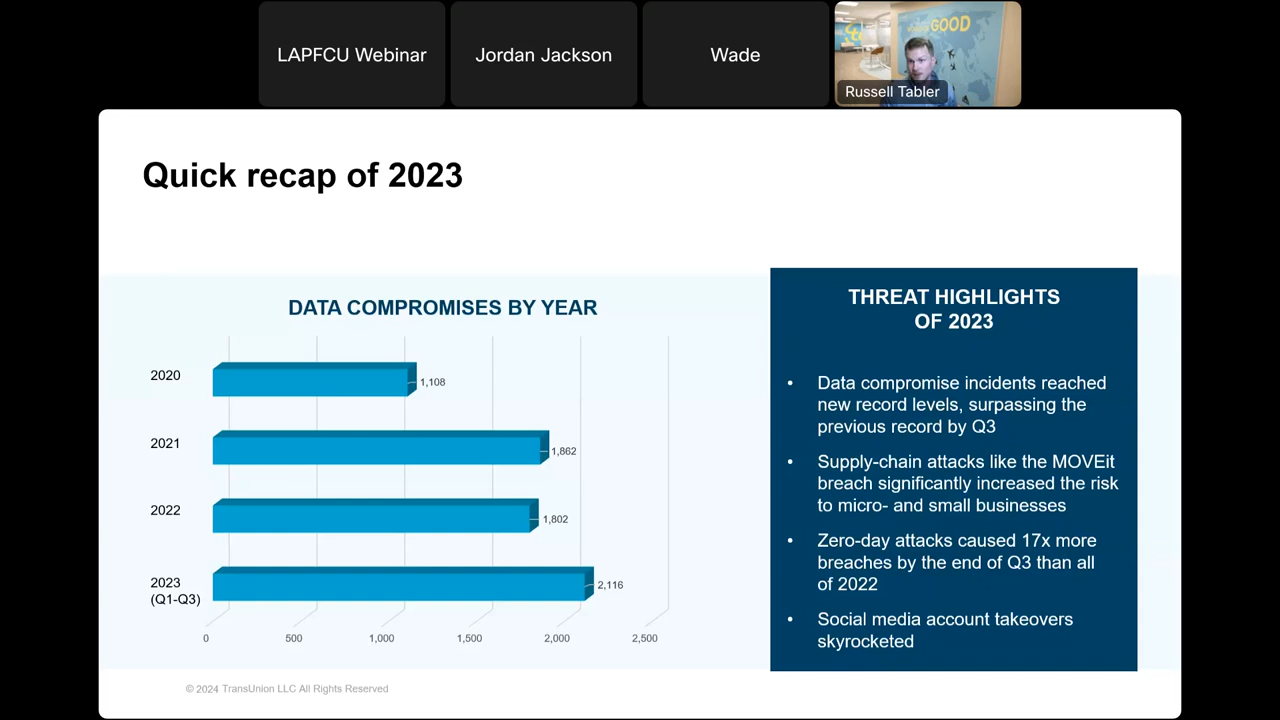 LAPFCU Webinar
Jordan Jackson
Wade
GOOD
Russell Tabler
Quick recap of 2023
DATA COMPROMISES BY YEAR
2020
1,108
2021
1,862
2022
1,802
2023
(Q1-Q3)
2,116
0
500
1,000
1,500
2,000
2,500
THREAT HIGHLIGHTS
OF 2023
• Data compromise incidents reached
new record levels, surpassing the
previous record by Q3
• Supply-chain attacks like the MOVEit
breach significantly increased the risk
to micro- and small businesses
• Zero-day attacks caused 17x more
breaches by the end of Q3 than all
of 2022
• Social media account takeovers
skyrocketed
© 2024 TransUnion LLC All Rights Reserved